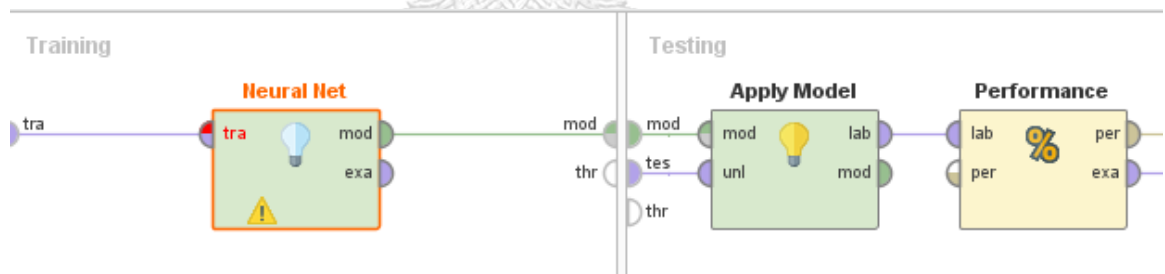 Training
Testing
Neural Net
Apply Model
Performance
tra
tra
mod
exa
mod
thr
mod
tes
thr
mod
unl
lab
mod
lab
per
%
per
exa